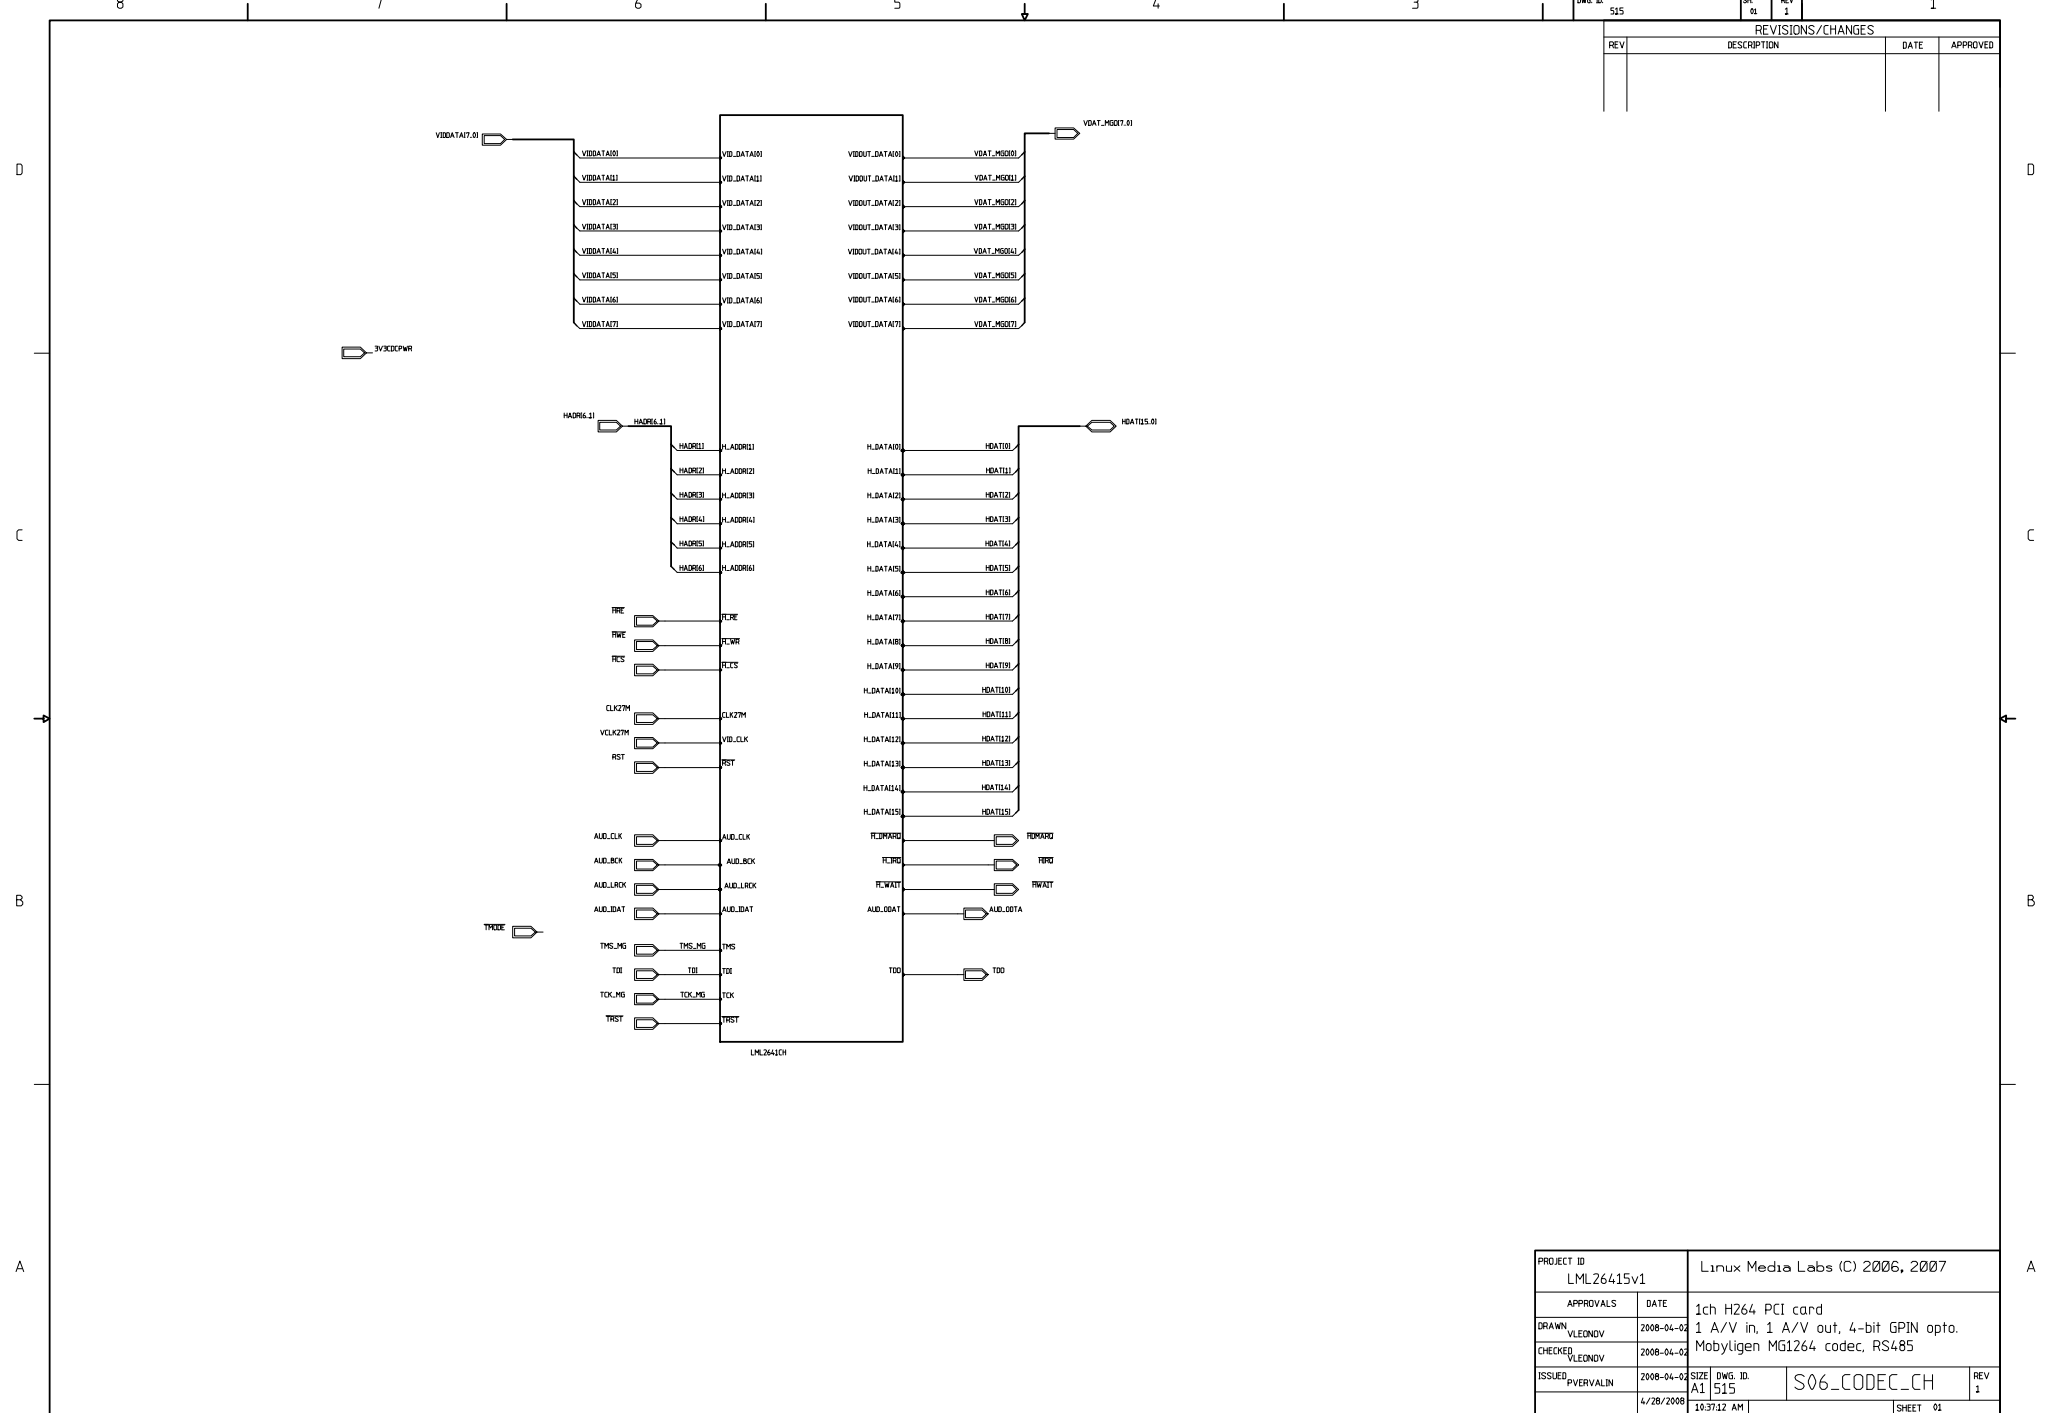 8 7 6 5 4 3 1
DWG. ID. 515 SH. 01 REV 1
REVISIONS/CHANGES
REV DESCRIPTION DATE APPROVED
D D
C C
B B
A A
VIDDATA[7..0]
VIDDATA[0] VID_DATA[0] VIDOUT_DATA[0] VDAT_MGO[0]
VDAT_MGO[7..0]
VIDDATA[1] VID_DATA[1] VIDOUT_DATA[1] VDAT_MGO[1]
VIDDATA[2] VID_DATA[2] VIDOUT_DATA[2] VDAT_MGO[2]
VIDDATA[3] VID_DATA[3] VIDOUT_DATA[3] VDAT_MGO[3]
VIDDATA[4] VID_DATA[4] VIDOUT_DATA[4] VDAT_MGO[4]
VIDDATA[5] VID_DATA[5] VIDOUT_DATA[5] VDAT_MGO[5]
VIDDATA[6] VID_DATA[6] VIDOUT_DATA[6] VDAT_MGO[6]
VIDDATA[7] VID_DATA[7] VIDOUT_DATA[7] VDAT_MGO[7]
3V3CDCPWR
HADR[6..1] HADR[6..1] HDAT[15..0]
HADR[1] H_ADDR[1] H_DATA[0] HDAT[0]
HADR[2] H_ADDR[2] H_DATA[1] HDAT[1]
HADR[3] H_ADDR[3] H_DATA[2] HDAT[2]
HADR[4] H_ADDR[4] H_DATA[3] HDAT[3]
HADR[5] H_ADDR[5] H_DATA[4] HDAT[4]
HADR[6] H_ADDR[6] H_DATA[5] HDAT[5]
H_DATA[6] HDAT[6]
HRE H_RE H_DATA[7] HDAT[7]
HWE H_WR H_DATA[8] HDAT[8]
HCS H_CS H_DATA[9] HDAT[9]
H_DATA[10] HDAT[10]
CLK27M CLK27M H_DATA[11] HDAT[11]
VCLK27M VID_CLK H_DATA[12] HDAT[12]
RST RST H_DATA[13] HDAT[13]
H_DATA[14] HDAT[14]
H_DATA[15] HDAT[15]
AUD_CLK AUD_CLK H_DMARQ HDMARQ
AUD_BCK AUD_BCK H_IRQ HIRQ
AUD_LRCK AUD_LRCK H_WAIT HWAIT
AUD_IDAT AUD_IDAT AUD_ODAT AUD_ODTA
TMODE
TMS_MG TMS_MG TMS
TDI TDI TDI TDO TDO
TCK_MG TCK_MG TCK
TRST TRST
LML2641CH
PROJECT ID
LML26415v1
Linux Media Labs (C) 2006, 2007
APPROVALS DATE
1ch H264 PCI card
1 A/V in, 1 A/V out, 4-bit GPIN opto.
Mobyligen MG1264 codec, RS485
DRAWN VLEONOV 2008-04-02
CHECKED VLEONOV 2008-04-02
ISSUED PVERVALIN 2008-04-02
4/28/2008
SIZE A1 DWG. ID. 515 S06_CODEC_CH REV 1
10:37:12 AM SHEET 01